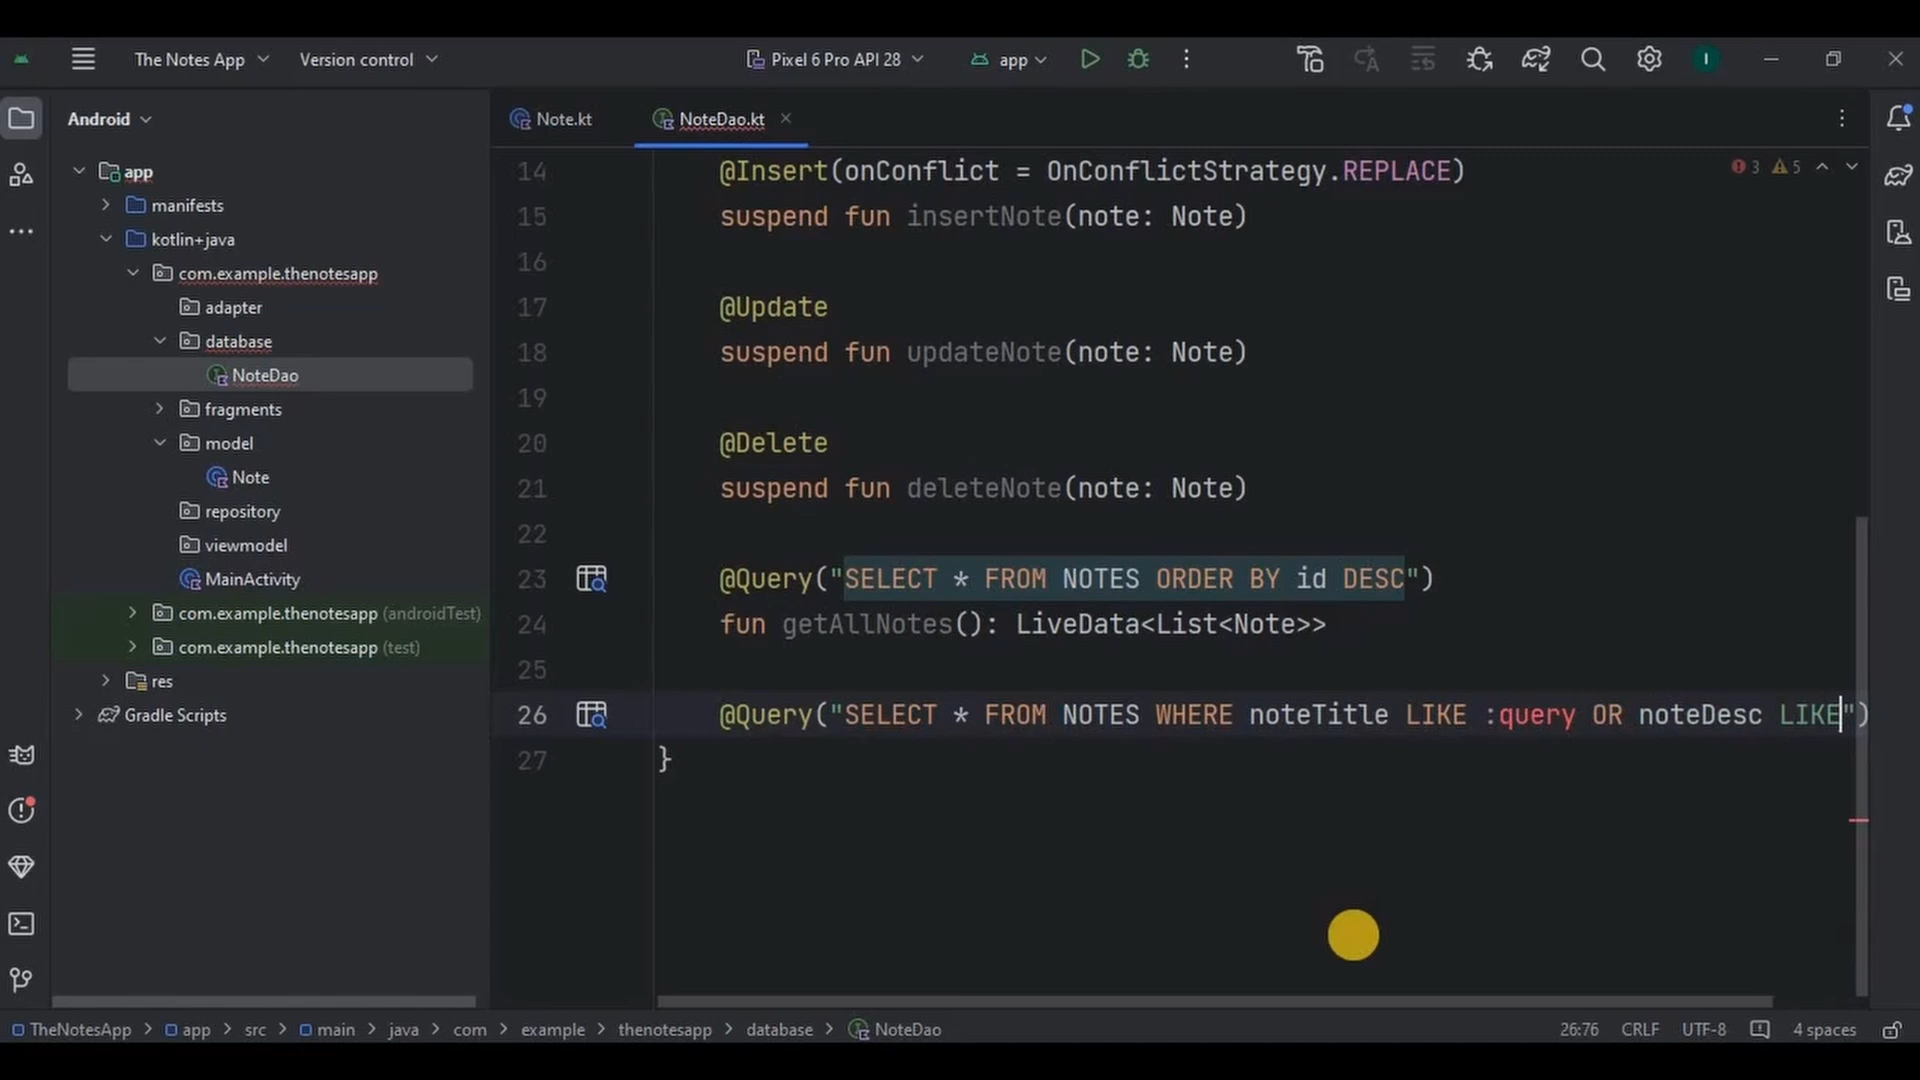 The Notes App
Version control
Pixel 6 Pro API 28
app
I
Android
Note.kt
NoteDao.kt
app
manifests
kotlin+java
com.example.thenotesapp
adapter
database
NoteDao
fragments
model
Note
repository
viewmodel
MainActivity
com.example.thenotesapp (androidTest)
com.example.thenotesapp (test)
res
Gradle Scripts
3 5
14 @Insert(onConflict = OnConflictStrategy.REPLACE)
15 suspend fun insertNote(note: Note)
16
17 @Update
18 suspend fun updateNote(note: Note)
19
20 @Delete
21 suspend fun deleteNote(note: Note)
22
23 @Query("SELECT * FROM NOTES ORDER BY id DESC")
24 fun getAllNotes(): LiveData<List<Note>>
25
26 @Query("SELECT * FROM NOTES WHERE noteTitle LIKE :query OR noteDesc LIKE")
27 }
TheNotesApp > app > src > main > java > com > example > thenotesapp > database > NoteDao
26:76 CRLF UTF-8 4 spaces